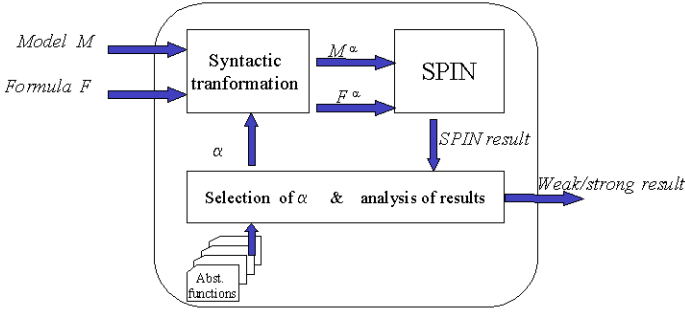 Model M
Formula F
Syntactic
tranformation
M α
F α
SPIN
α
SPIN result
Selection of α & analysis of results
Weak/strong result
Abst.
functions